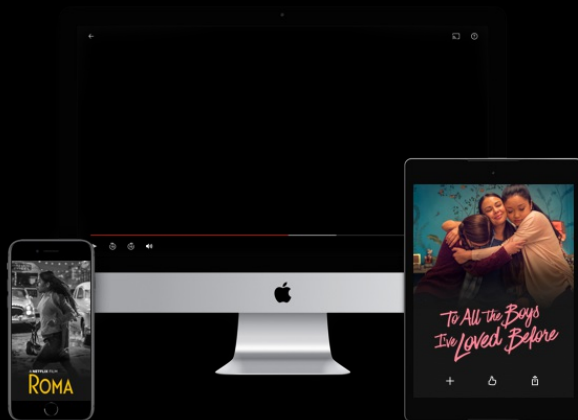 A NETFLIX FILM
ROMA
To All the Boys
I've Loved Before